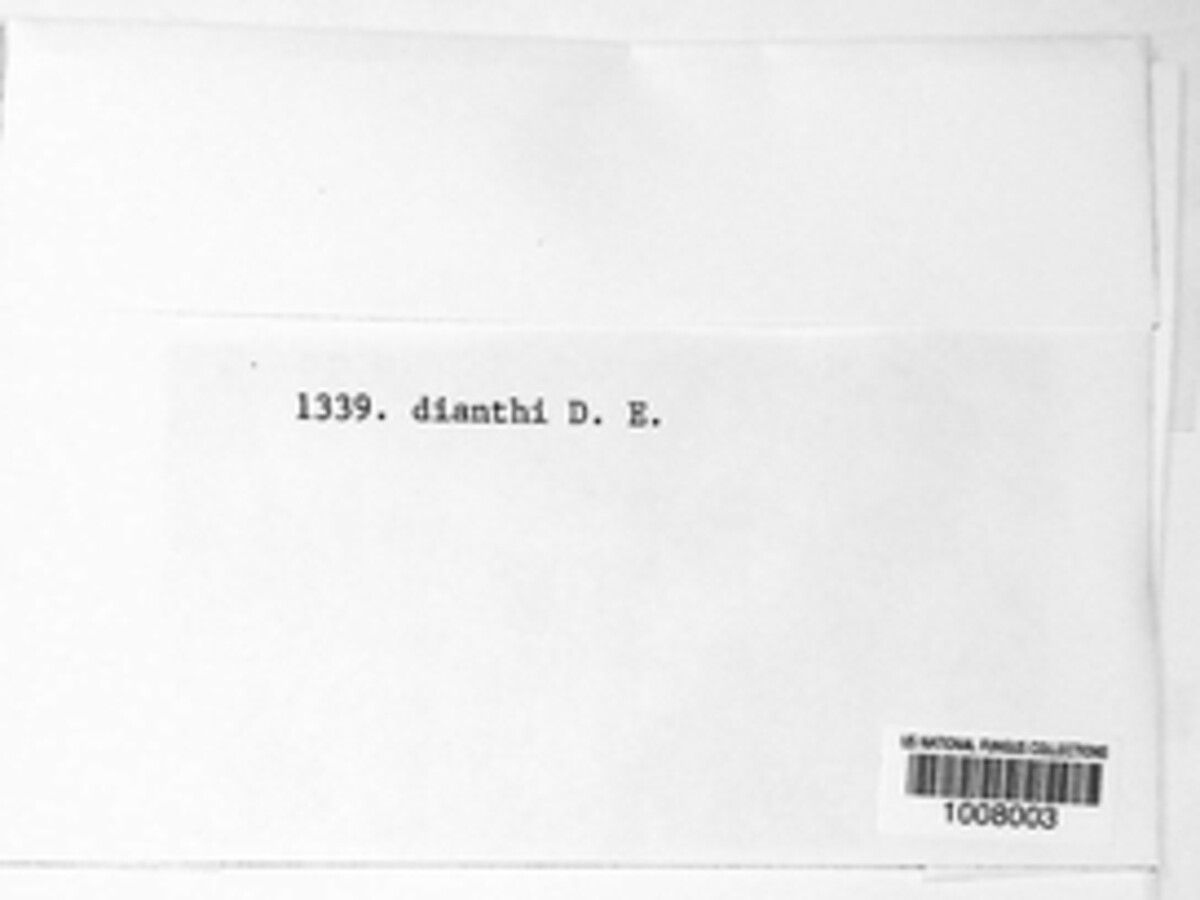 1339. dianthi D. E.
US NATIONAL FUNGUS COLLECTIONS
1008003